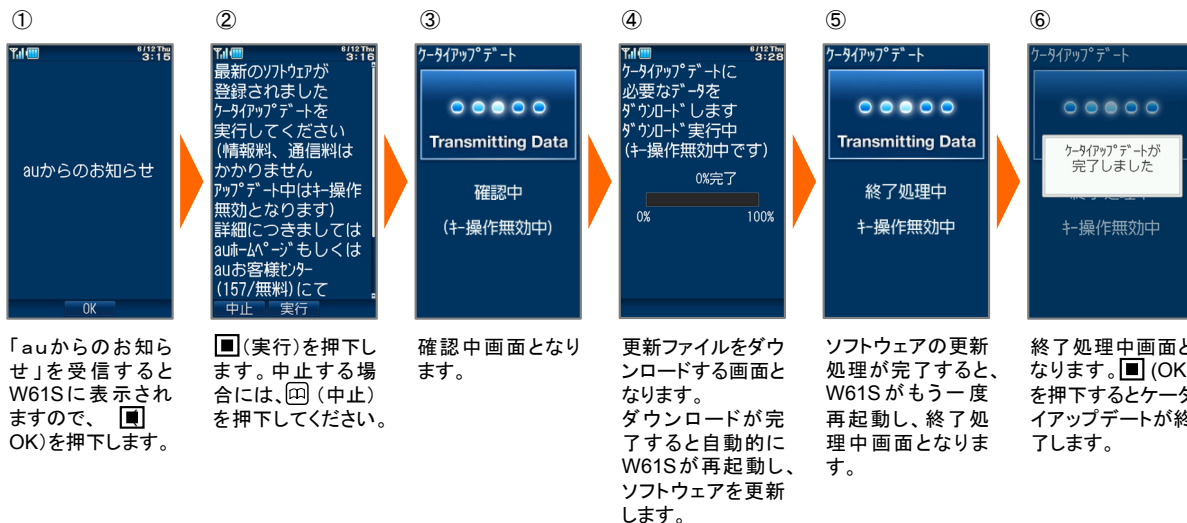 ①
6/12 Thu
3:15
auからのお知らせ
OK
「auからのお知ら
せ」を受信すると
W61Sに表示され
ますので、
OK)を押下します。
②
6/12 Thu
3:16
最新のソフトウェアが
登録されました
ケータイアップデートを
実行してください
(情報料、通信料は
かかりません
アップデート中はキー操作
無効となります)
詳細につきましては
auホームページもしくは
auお客様センター
(157/無料)にて
中止 実行
■(実行)を押下し
ます。中止する場
合には、(中止)
を押下してください。
③
ケータイアップデート
Transmitting Data
確認中
(キー操作無効中)
確認中画面となり
ます。
④
6/12 Thu
3:28
ケータイアップデートに
必要なデータを
ダウンロードします
ダウンロード実行中
(キー操作無効中です)
0%完了
0% 100%
更新ファイルをダウ
ンロードする画面と
なります。
ダウンロードが完
了すると自動的に
W61Sが再起動し、
ソフトウェアを更新
します。
⑤
ケータイアップデート
Transmitting Data
終了処理中
キー操作無効中
ソフトウェアの更新
処理が完了すると、
W61Sがもう一度
再起動し、終了処
理中画面となりま
す。
⑥
ケータイアップデート
ケータイアップデートが
完了しました
キー操作無効中
終了処理中画面と
なります。■(OK
を押下するとケータ
イアップデートが終
了します。